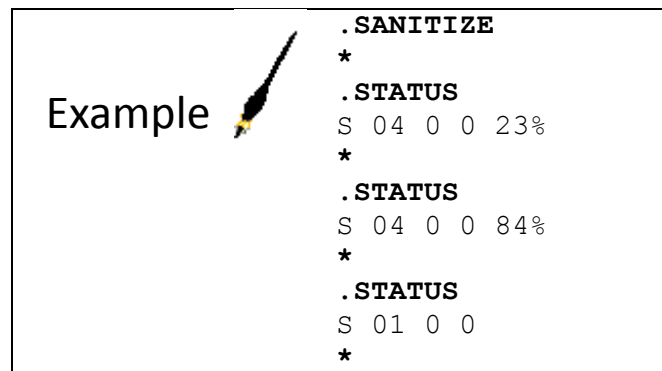 Example
.SANITIZE
*
.STATUS
S 04 0 0 23%
*
.STATUS
S 04 0 0 84%
*
.STATUS
S 01 0 0
*